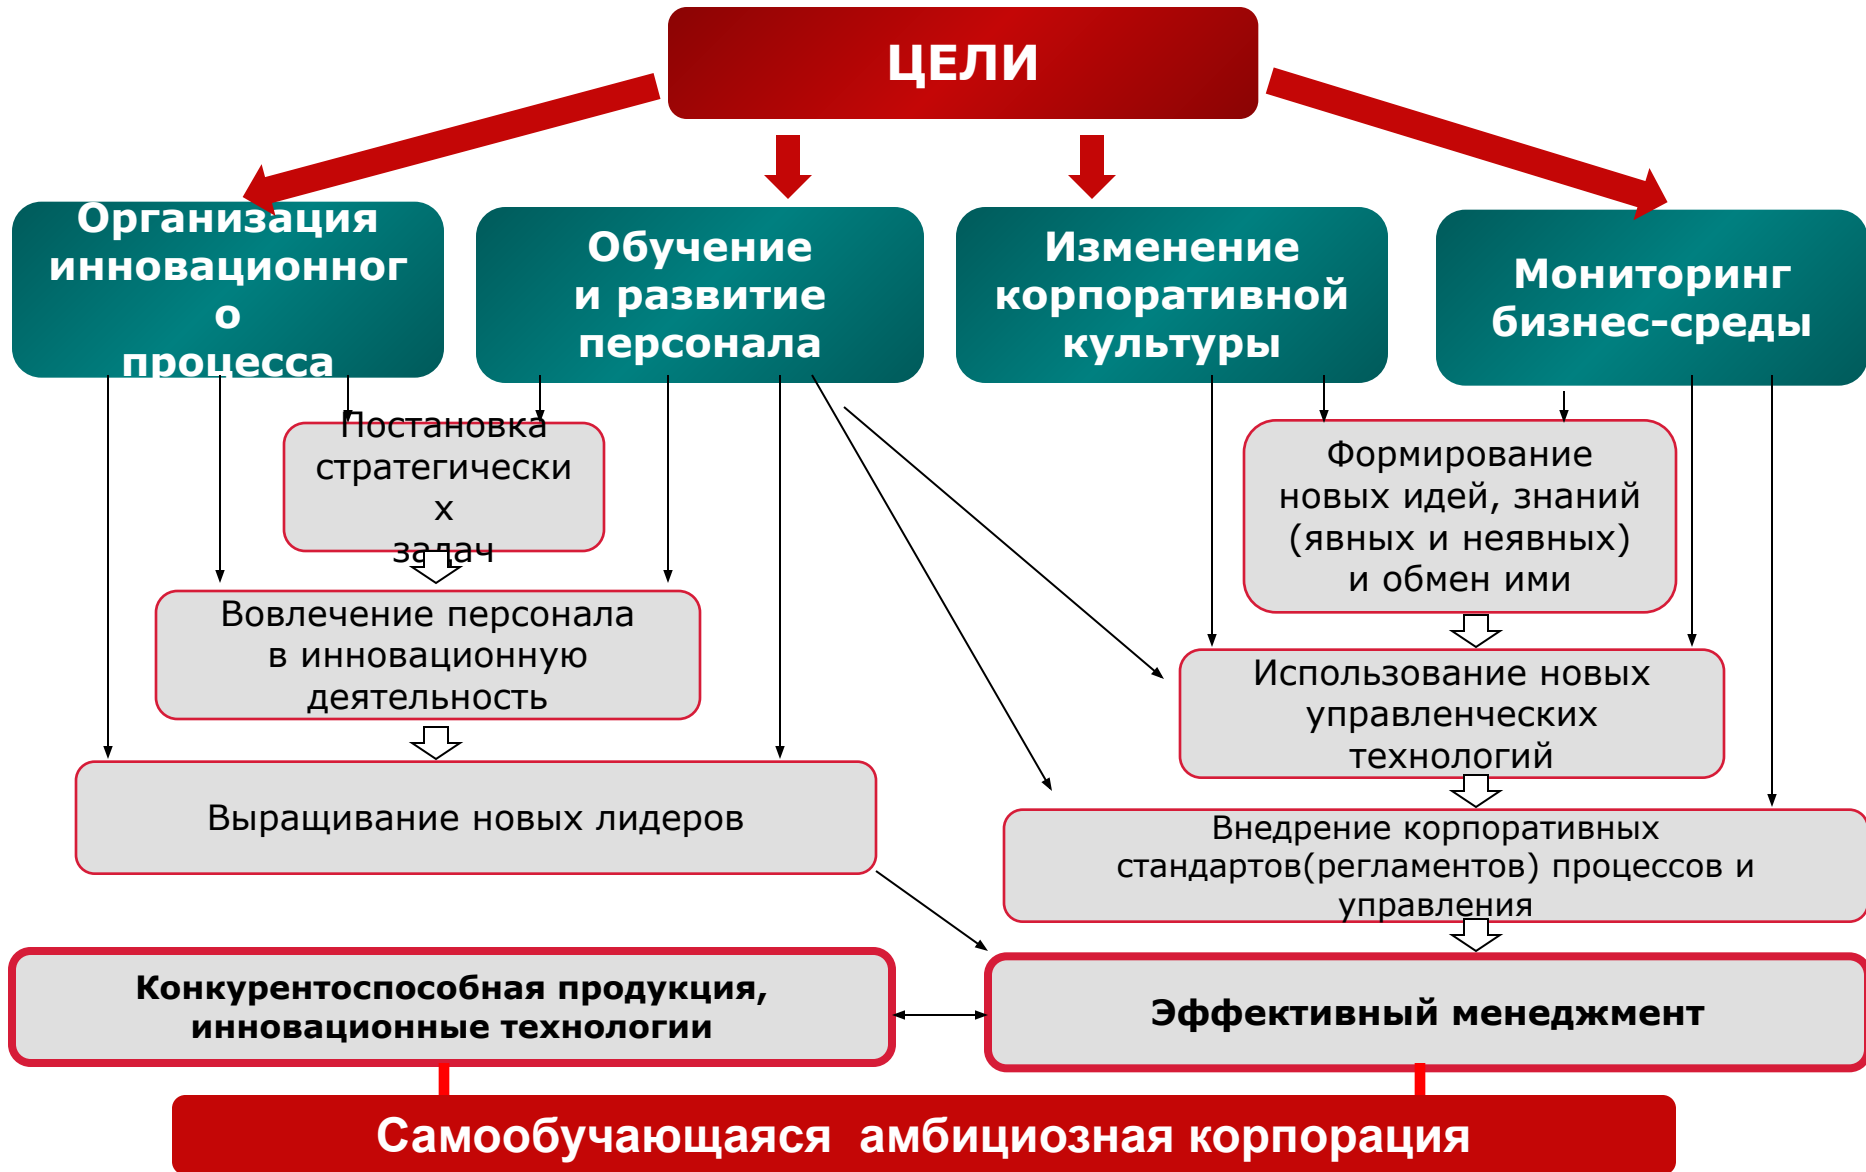 ЦЕЛИ
Организация
инновационног
о
процесса
Обучение
и развитие
персонала
Изменение
корпоративной
культуры
Мониторинг
бизнес-среды
Постановка
стратегически
х
задач
Формирование
новых идей, знаний
(явных и неявных)
и обмен ими
Вовлечение персонала
в инновационную
деятельность
Использование новых
управленческих
технологий
Выращивание новых лидеров
Внедрение корпоративных
стандартов(регламентов) процессов и
управления
Конкурентоспособная продукция,
инновационные технологии
Эффективный менеджмент
Самообучающаяся  амбициозная корпорация